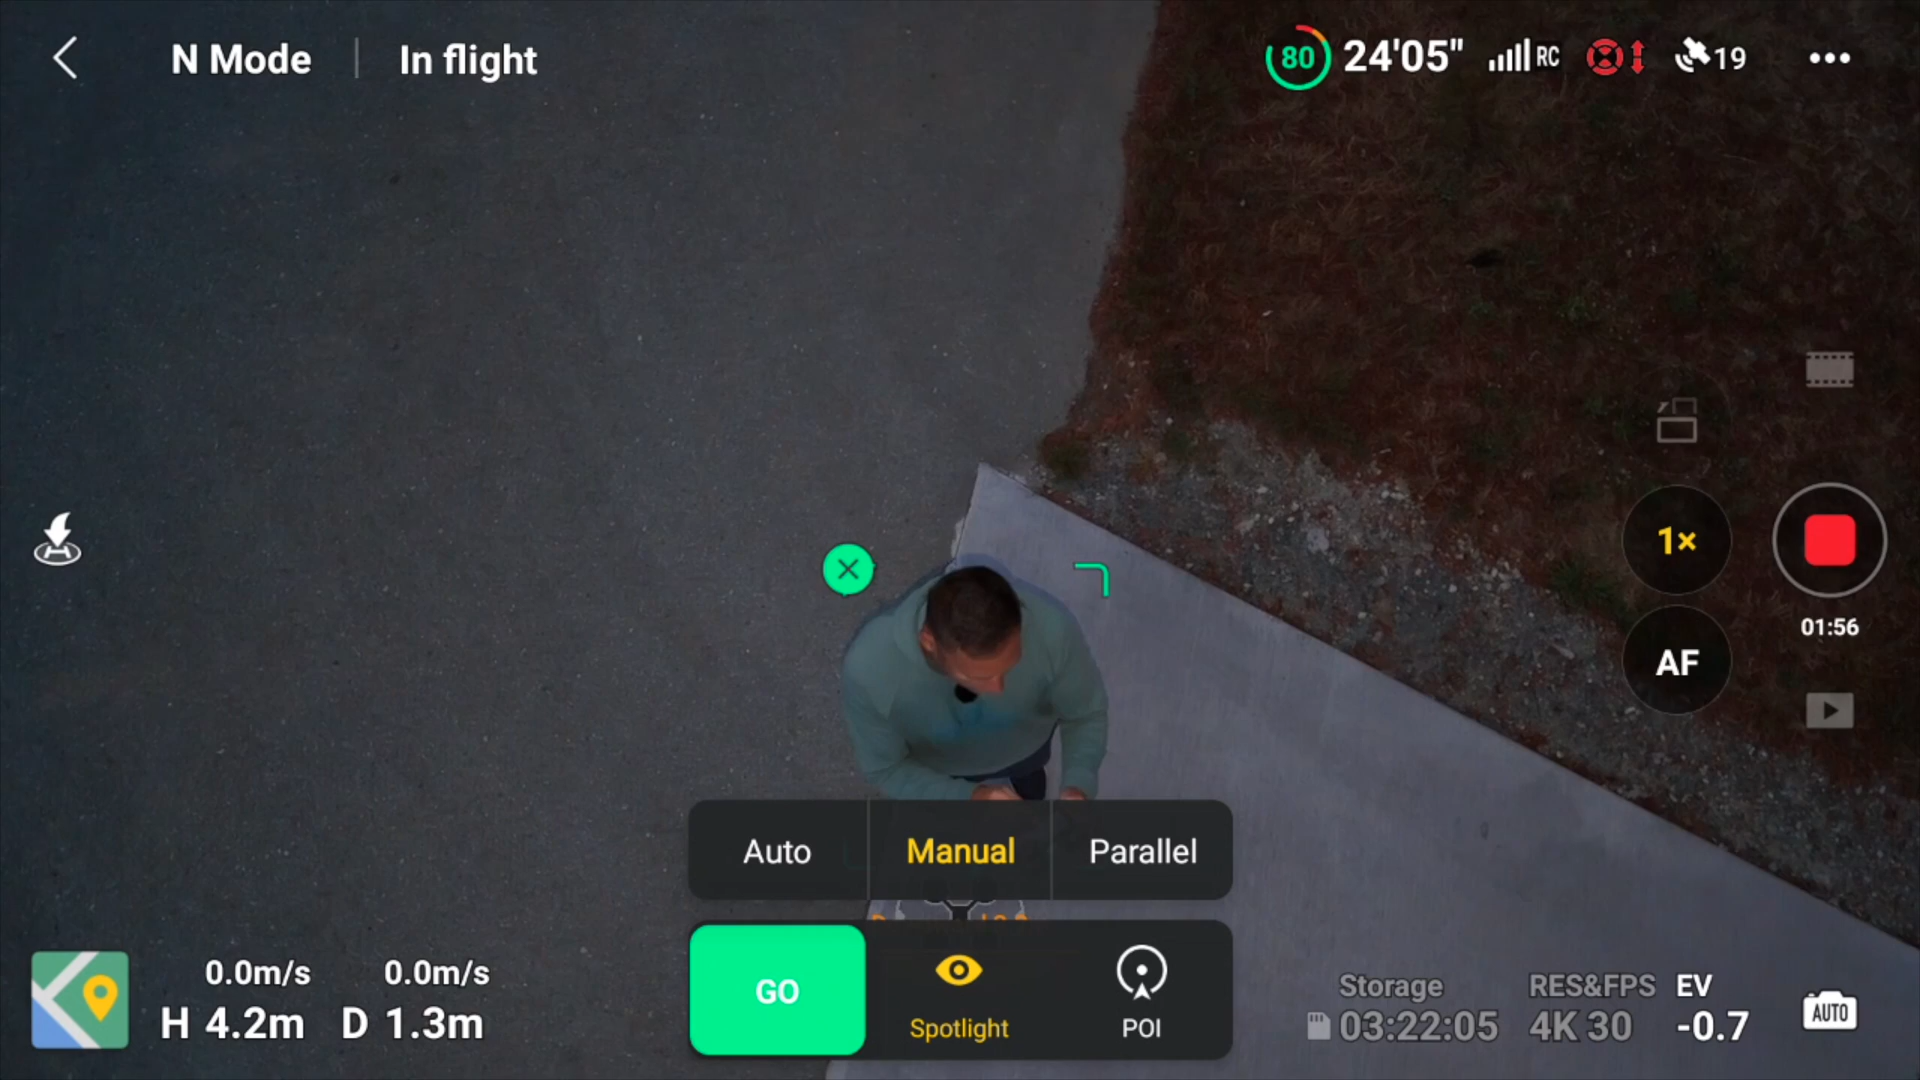 N Mode | In flight
80 24'05" RC 19
1×
01:56
AF
Auto Manual Parallel
GO Spotlight POI
0.0m/s 0.0m/s
H 4.2m D 1.3m
Storage RES&FPS EV
03:22:05 4K 30 -0.7
AUTO